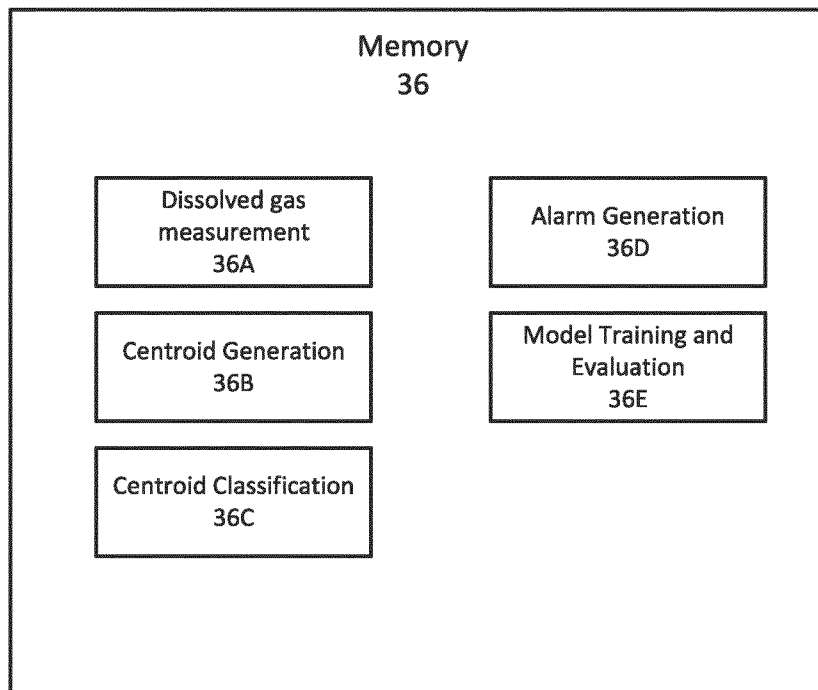 Memory
36
Dissolved gas
measurement
36A
Centroid Generation
36B
Centroid Classification
36C
Alarm Generation
36D
Model Training and
Evaluation
36E